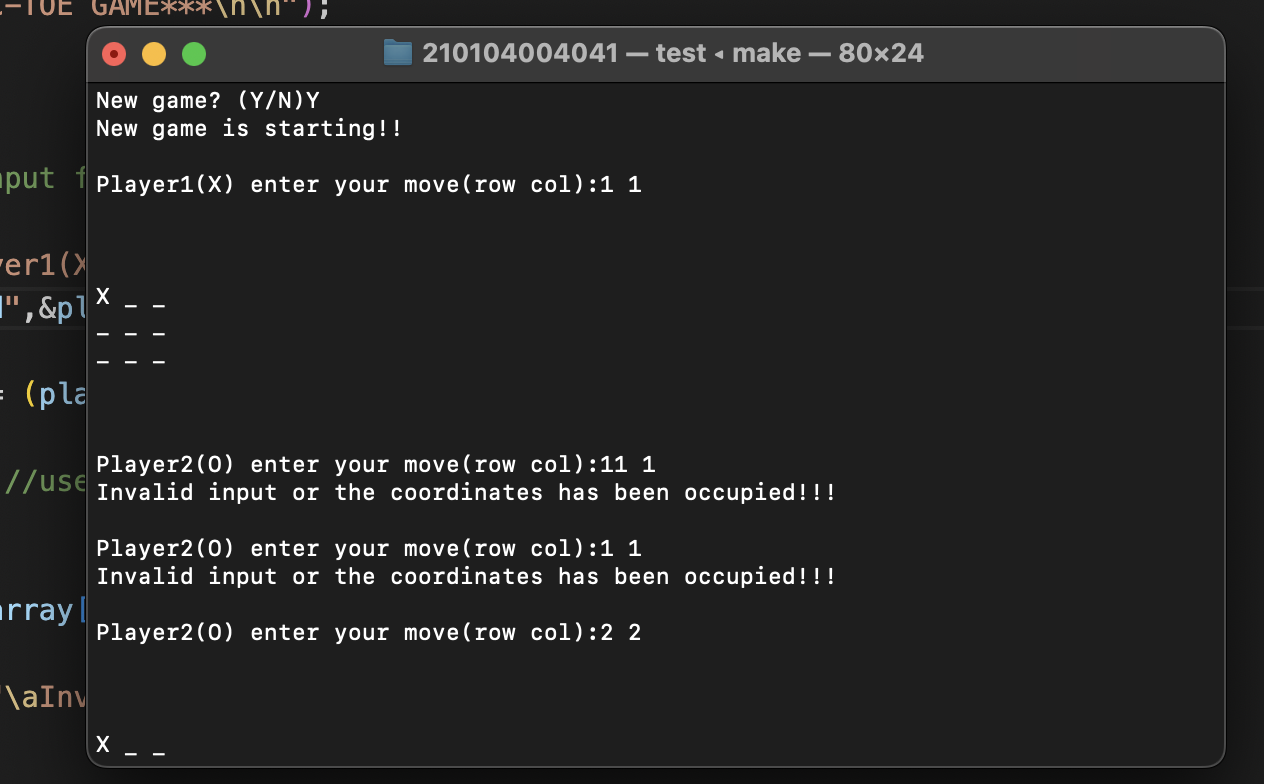 -TOE GAME***\n\n");
210104004041 — test ◂ make — 80×24
New game? (Y/N)Y
New game is starting!!
nput f
Player1(X) enter your move(row col):1 1
yer1(X
X _ _
",&pl
_ _ _
_ _ _
= (pla
Player2(O) enter your move(row col):11 1
//use
Invalid input or the coordinates has been occupied!!!
Player2(O) enter your move(row col):1 1
Invalid input or the coordinates has been occupied!!!
array[
Player2(O) enter your move(row col):2 2
"\aInv
X _ _